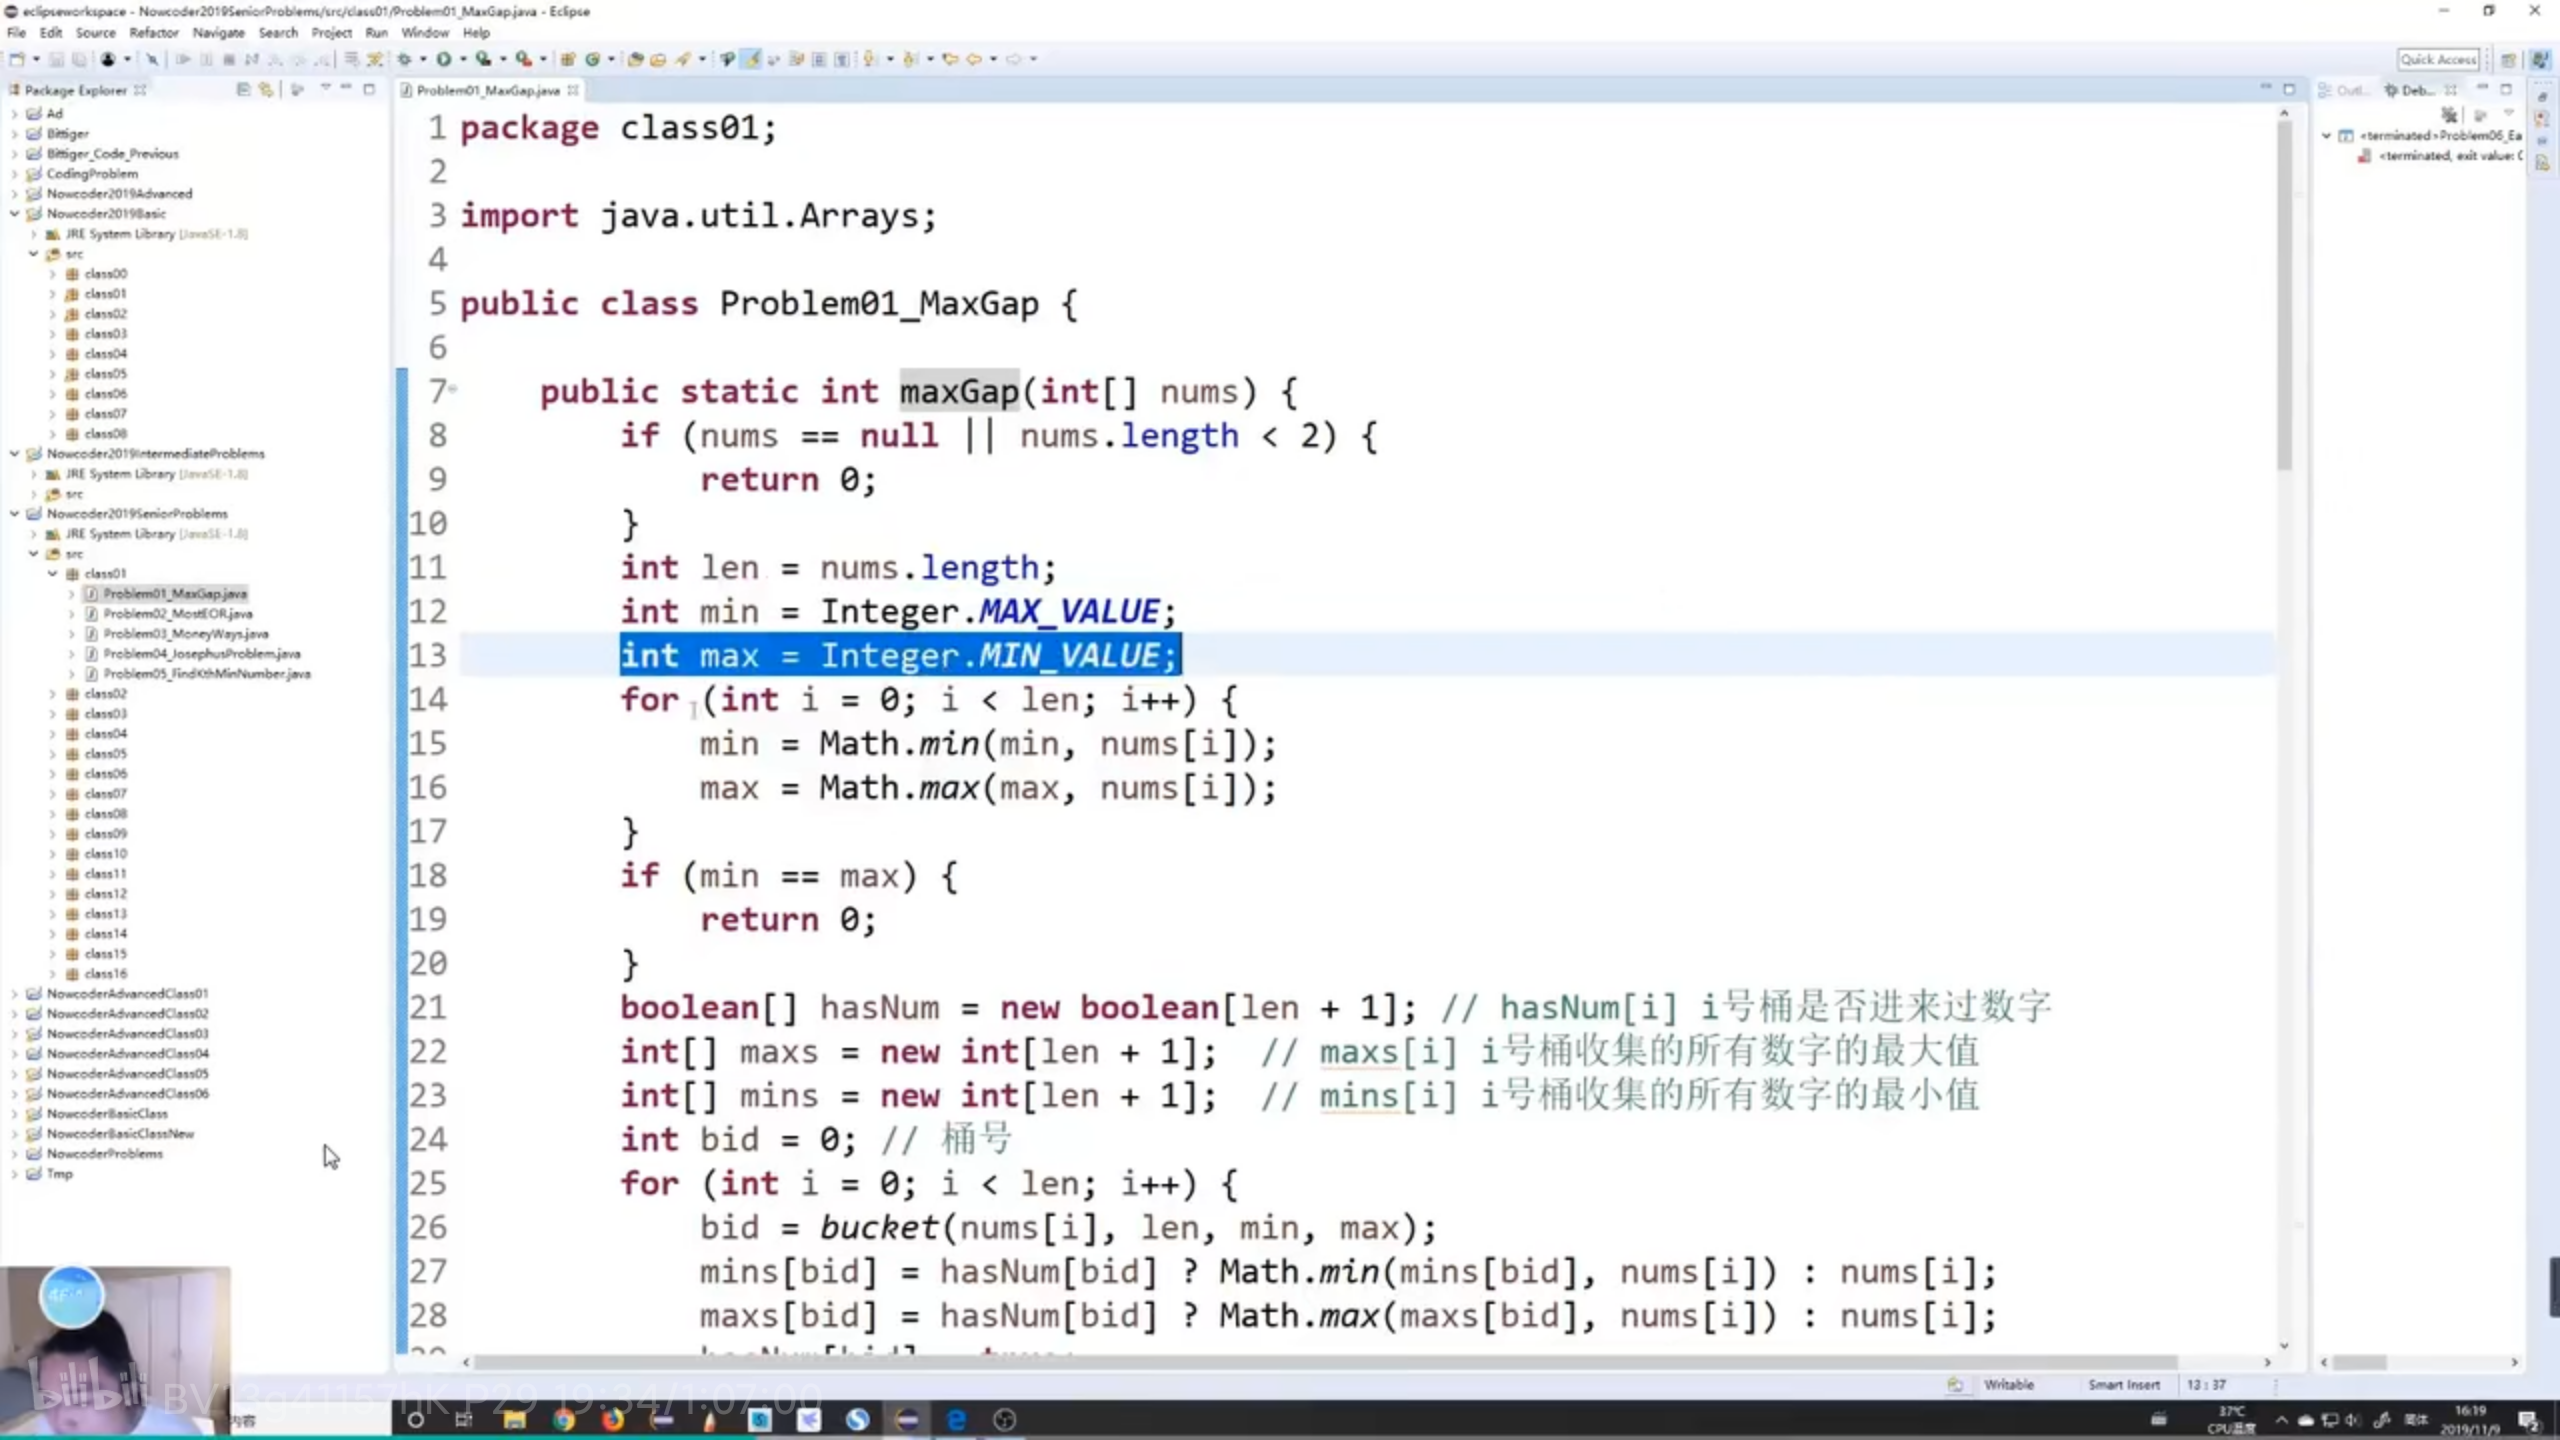 eclipseworkspace - Nowcoder2019SeniorProblems/src/class01/Problem01_MaxGap.java - Eclipse
File Edit Source Refactor Navigate Search Project Run Window Help
Quick Access
Package Explorer
Ad
Bittiger
Bittiger_Code_Previous
CodingProblem
Nowcoder2019Advanced
Nowcoder2019Basic
JRE System Library [JavaSE-1.8]
src
class00
class01
class02
class03
class04
class05
class06
class07
class08
Nowcoder2019IntermediateProblems
JRE System Library [JavaSE-1.8]
src
Nowcoder2019SeniorProblems
JRE System Library [JavaSE-1.8]
src
class01
Problem01_MaxGap.java
Problem02_MostEOR.java
Problem03_MoneyWays.java
Problem04_JosephusProblem.java
Problem05_FindKthMinNumber.java
class02
class03
class04
class05
class06
class07
class08
class09
class10
class11
class12
class13
class14
class15
class16
NowcoderAdvancedClass01
NowcoderAdvancedClass02
NowcoderAdvancedClass03
NowcoderAdvancedClass04
NowcoderAdvancedClass05
NowcoderAdvancedClass06
NowcoderBasicClass
NowcoderBasicClassNew
NowcoderProblems
Tmp
Problem01_MaxGap.java
1 package class01;
2
3 import java.util.Arrays;
4
5 public class Problem01_MaxGap {
6
7 public static int maxGap(int[] nums) {
8 if (nums == null || nums.length < 2) {
9 return 0;
10 }
11 int len = nums.length;
12 int min = Integer.MAX_VALUE;
13 int max = Integer.MIN_VALUE;
14 for (int i = 0; i < len; i++) {
15 min = Math.min(min, nums[i]);
16 max = Math.max(max, nums[i]);
17 }
18 if (min == max) {
19 return 0;
20 }
21 boolean[] hasNum = new boolean[len + 1]; // hasNum[i] i号桶是否进来过数字
22 int[] maxs = new int[len + 1]; // maxs[i] i号桶收集的所有数字的最大值
23 int[] mins = new int[len + 1]; // mins[i] i号桶收集的所有数字的最小值
24 int bid = 0; // 桶号
25 for (int i = 0; i < len; i++) {
26 bid = bucket(nums[i], len, min, max);
27 mins[bid] = hasNum[bid] ? Math.min(mins[bid], nums[i]) : nums[i];
28 maxs[bid] = hasNum[bid] ? Math.max(maxs[bid], nums[i]) : nums[i];
Outl... Deb...
<terminated>Problem06_Ea
<terminated, exit value: 0
Writable Smart Insert 13 : 37
bilibili P29 19:34/1:07:00
内容
37℃
CPU温度
简体
16:19
2019/11/9